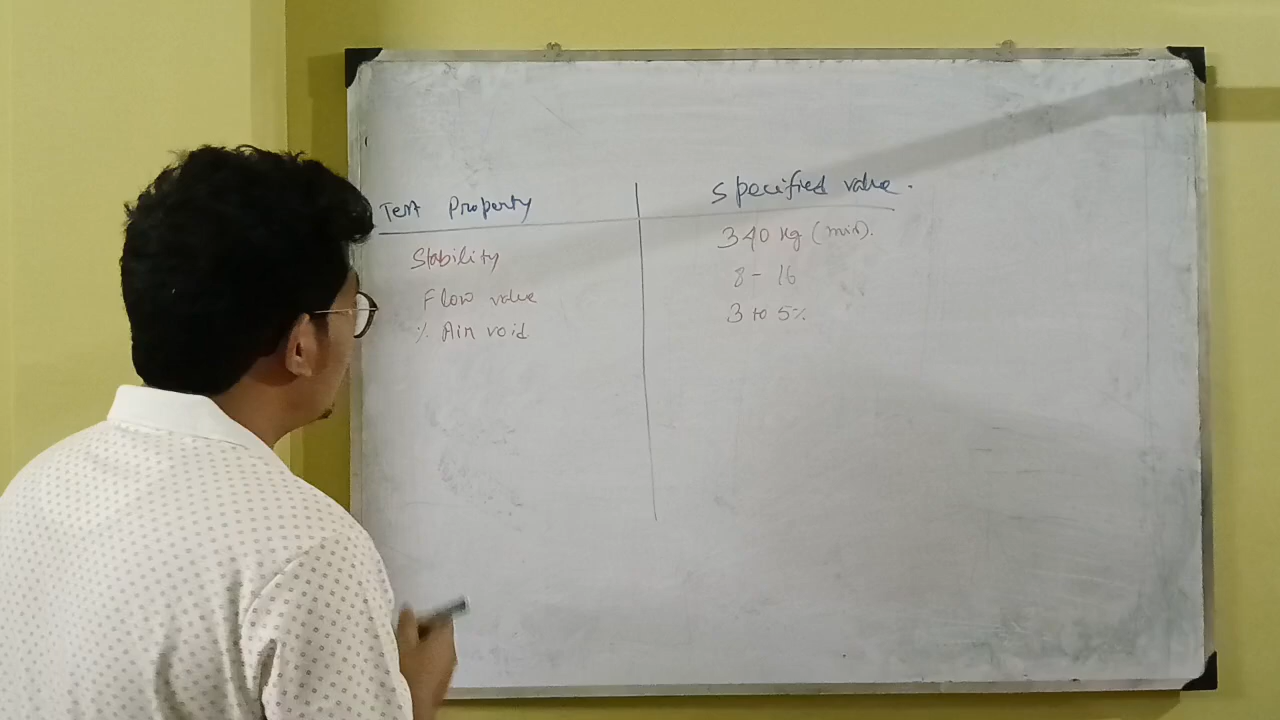 Test Property
Specified value.
Stability
340 kg (min).
Flow value
8 - 16
% Air void
3 to 5%